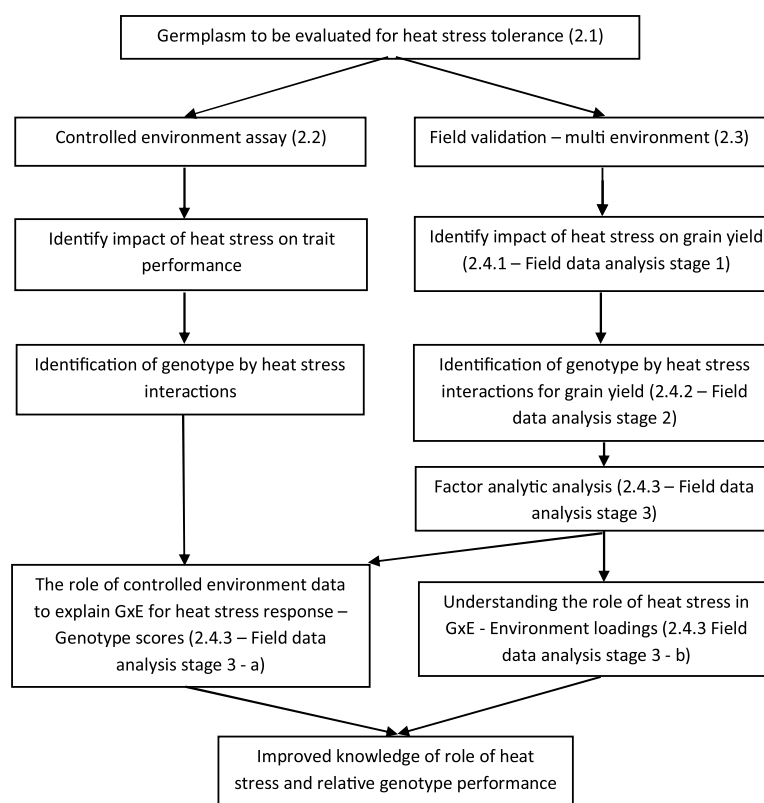 Germplasm to be evaluated for heat stress tolerance (2.1)
Controlled environment assay (2.2)
Field validation – multi environment (2.3)
Identify impact of heat stress on trait
performance
Identify impact of heat stress on grain yield
(2.4.1 – Field data analysis stage 1)
Identification of genotype by heat stress
interactions
Identification of genotype by heat stress
interactions for grain yield (2.4.2 – Field
data analysis stage 2)
Factor analytic analysis (2.4.3 – Field data
analysis stage 3)
The role of controlled environment data
to explain GxE for heat stress response –
Genotype scores (2.4.3 – Field data
analysis stage 3 - a)
Understanding the role of heat stress in
GxE - Environment loadings (2.4.3 Field
data analysis stage 3 - b)
Improved knowledge of role of heat
stress and relative genotype performance